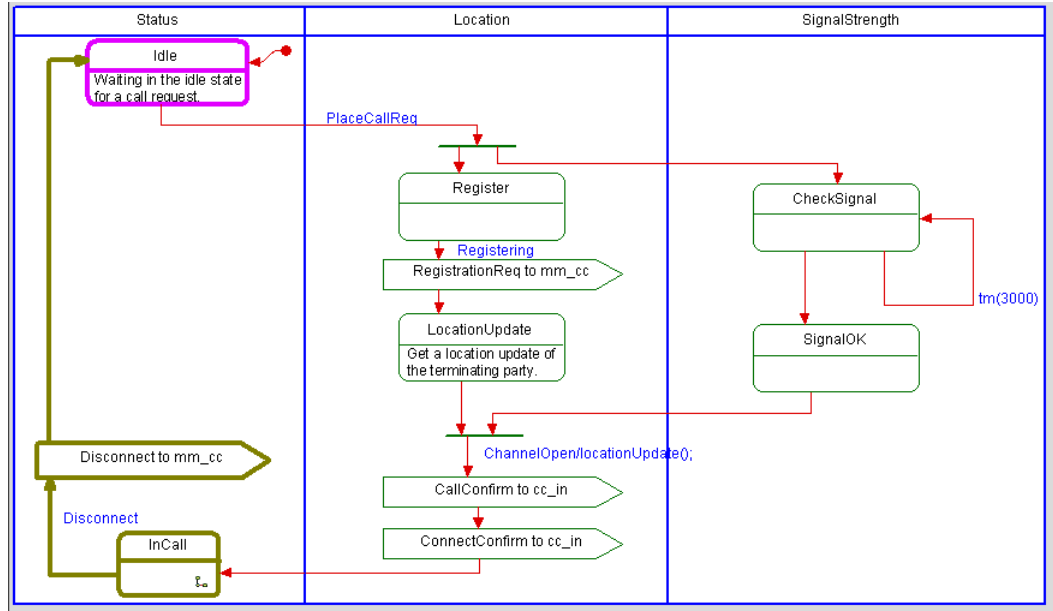 Status
Location
SignalStrength
Idle
Waiting in the idle state
for a call request.
PlaceCallReq
Register
CheckSignal
Registering
RegistrationReq to mm_cc
tm(3000)
LocationUpdate
Get a location update of
the terminating party.
SignalOK
Disconnect to mm_cc
ChannelOpen/locationUpdate();
CallConfirm to cc_in
Disconnect
ConnectConfirm to cc_in
InCall